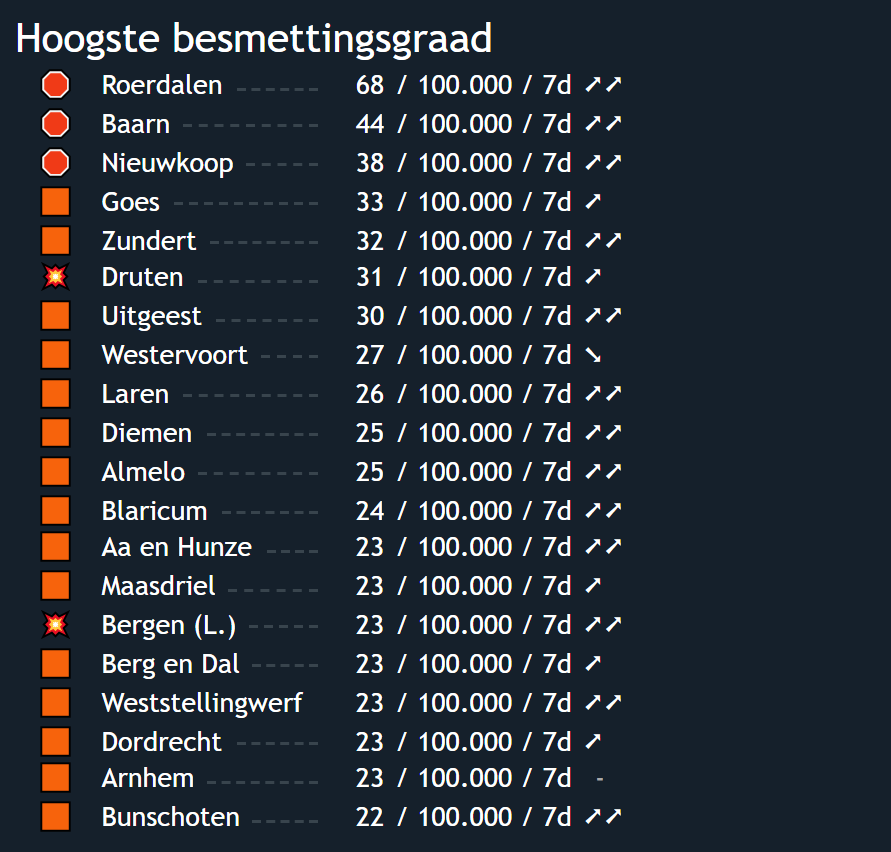 Hoogste besmettingsgraad
Roerdalen ------ 68 / 100.000 / 7d ➚➚
Baarn ---------- 44 / 100.000 / 7d ➚➚
Nieuwkoop ----- 38 / 100.000 / 7d ➚➚
Goes ----------- 33 / 100.000 / 7d ➚
Zundert -------- 32 / 100.000 / 7d ➚➚
Druten --------- 31 / 100.000 / 7d ➚
Uitgeest -------- 30 / 100.000 / 7d ➚➚
Westervoort ---- 27 / 100.000 / 7d ➘
Laren ---------- 26 / 100.000 / 7d ➚➚
Diemen -------- 25 / 100.000 / 7d ➚➚
Almelo --------- 25 / 100.000 / 7d ➚➚
Blaricum ------- 24 / 100.000 / 7d ➚➚
Aa en Hunze ---- 23 / 100.000 / 7d ➚➚
Maasdriel ------ 23 / 100.000 / 7d ➚
Bergen (L.) ----- 23 / 100.000 / 7d ➚➚
Berg en Dal ----- 23 / 100.000 / 7d ➚
Weststellingwerf 23 / 100.000 / 7d ➚➚
Dordrecht ------ 23 / 100.000 / 7d ➚
Arnhem -------- 23 / 100.000 / 7d -
Bunschoten ----- 22 / 100.000 / 7d ➚➚